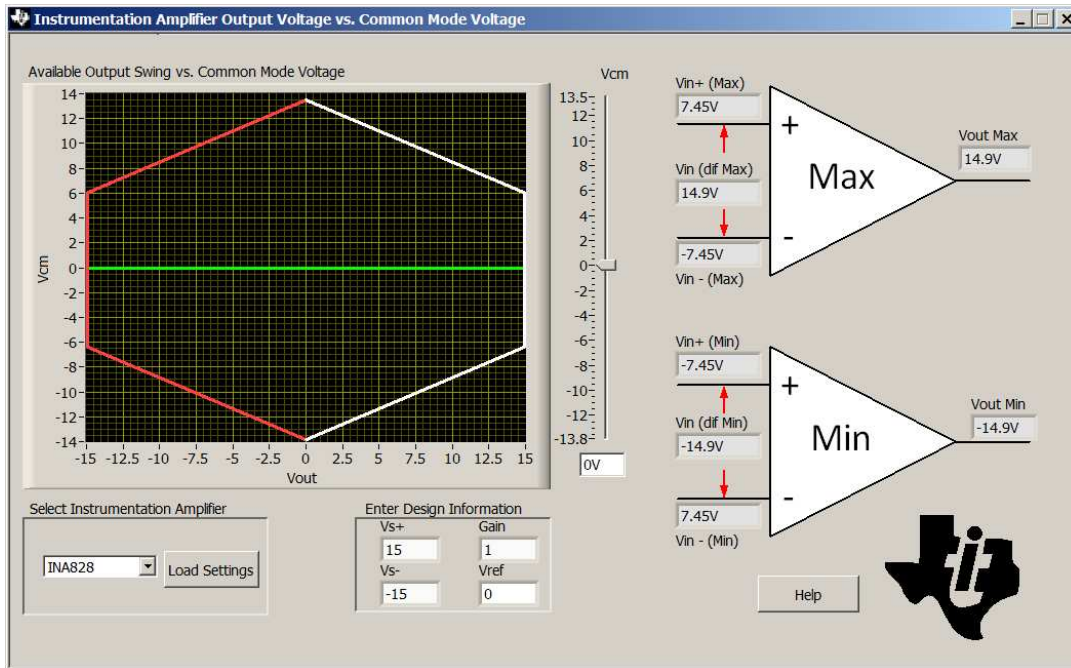 Instrumentation Amplifier Output Voltage vs. Common Mode Voltage
Available Output Swing vs. Common Mode Voltage
14
12
10
8
6
4
2
0
-2
-4
-6
-8
-10
-12
-14
Vcm
-15 -12.5 -10 -7.5 -5 -2.5 0 2.5 5 7.5 10 12.5 15
Vout
Vcm
13.5
12
10
8
6
4
2
0
-2
-4
-6
-8
-10
-12
-13.8
0V
Vin+ (Max)
7.45V
Vin (dif Max)
14.9V
-7.45V
Vin - (Max)
+
-
Max
Vout Max
14.9V
Vin+ (Min)
-7.45V
Vin (dif Min)
-14.9V
7.45V
Vin - (Min)
+
-
Min
Vout Min
-14.9V
Select Instrumentation Amplifier
INA828
Load Settings
Enter Design Information
Vs+ Gain
15 1
Vs- Vref
-15 0
Help
ti